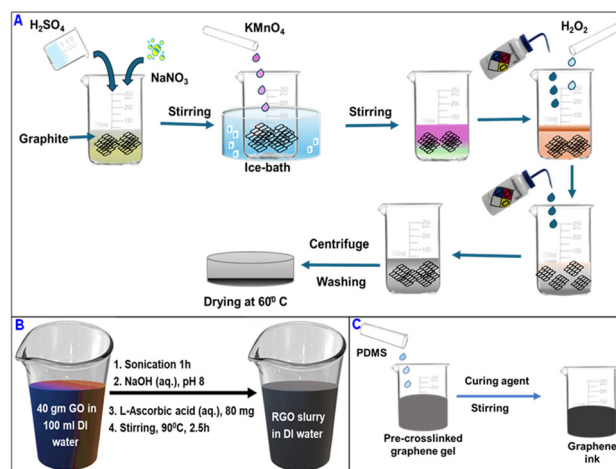 A
H₂SO₄
NaNO₃
Graphite
Stirring
KMnO₄
Ice-bath
Stirring
H₂O₂
Centrifuge
Washing
Drying at 60⁰ C
B
40 gm GO in
100 ml DI
water
1. Sonication 1h
2. NaOH (aq.), pH 8
3. L-Ascorbic acid (aq.), 80 mg
4. Stirring, 90⁰C, 2.5h
RGO slurry
in DI water
C
PDMS
Pre-crosslinked
graphene gel
Curing agent
Stirring
Graphene
ink